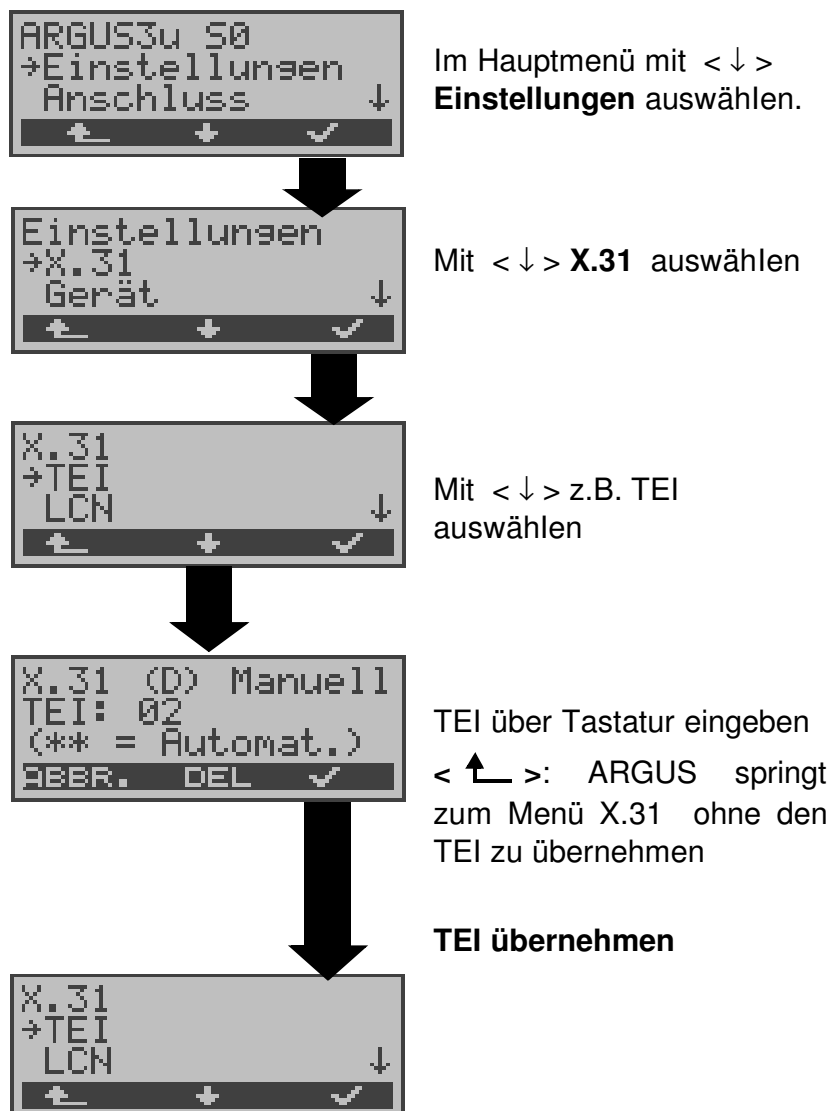 ARGUS3u S0
→Einstellungen
Anschluss ↓
Im Hauptmenü mit < ↓ >
Einstellungen auswählen.
Einstellungen
→X.31
Gerät ↓
Mit < ↓ > X.31 auswählen
X.31
→TEI
LCN ↓
Mit < ↓ > z.B. TEI
auswählen
X.31 (D) Manuell
TEI: 02
(** = Automat.)
ABBR. DEL ✓
TEI über Tastatur eingeben
< ↑ >: ARGUS springt
zum Menü X.31 ohne den
TEI zu übernehmen
TEI übernehmen
X.31
→TEI
LCN ↓